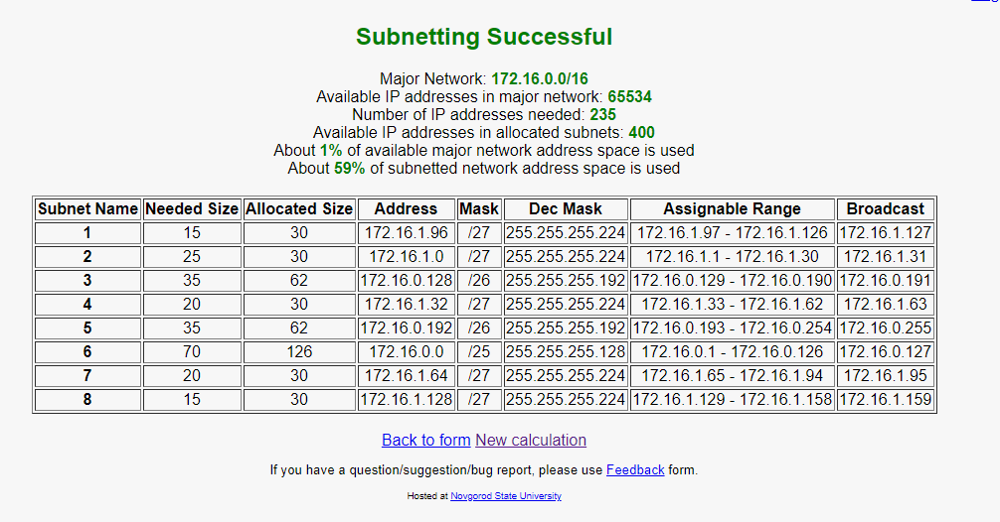 Subnetting Successful
Major Network: 172.16.0.0/16
Available IP addresses in major network: 65534
Number of IP addresses needed: 235
Available IP addresses in allocated subnets: 400
About 1% of available major network address space is used
About 59% of subnetted network address space is used
Subnet Name Needed Size Allocated Size Address Mask Dec Mask Assignable Range Broadcast
1 15 30 172.16.1.96 /27 255.255.255.224 172.16.1.97 - 172.16.1.126 172.16.1.127
2 25 30 172.16.1.0 /27 255.255.255.224 172.16.1.1 - 172.16.1.30 172.16.1.31
3 35 62 172.16.0.128 /26 255.255.255.192 172.16.0.129 - 172.16.0.190 172.16.0.191
4 20 30 172.16.1.32 /27 255.255.255.224 172.16.1.33 - 172.16.1.62 172.16.1.63
5 35 62 172.16.0.192 /26 255.255.255.192 172.16.0.193 - 172.16.0.254 172.16.0.255
6 70 126 172.16.0.0 /25 255.255.255.128 172.16.0.1 - 172.16.0.126 172.16.0.127
7 20 30 172.16.1.64 /27 255.255.255.224 172.16.1.65 - 172.16.1.94 172.16.1.95
8 15 30 172.16.1.128 /27 255.255.255.224 172.16.1.129 - 172.16.1.158 172.16.1.159
Back to form New calculation
If you have a question/suggestion/bug report, please use Feedback form.
Hosted at Novgorod State University